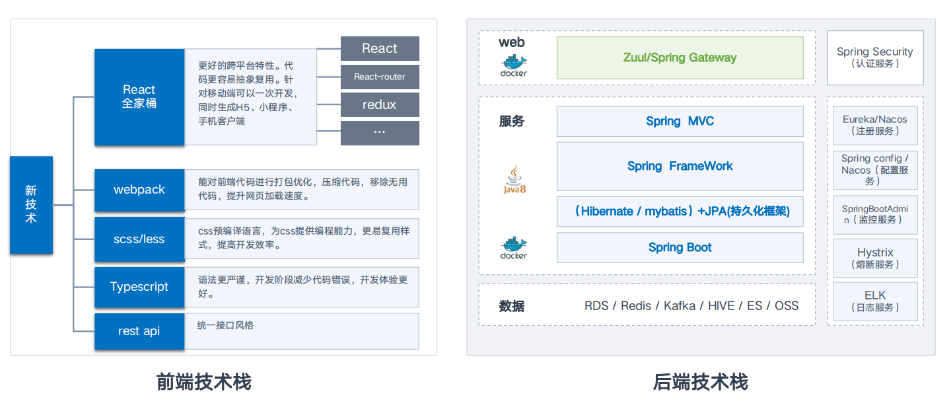 新
技
术
React
全家桶
更好的跨平台特性。代
码更容易抽象复用。针
对移动端可以一次开发，
同时生成H5、小程序、
手机客户端
React
React-router
redux
...
webpack
能对前端代码进行打包优化，压缩代码，移除无用
代码，提升网页加载速度。
scss/less
css预编译语言，为css提供编程能力，更易复用样
式，提高开发效率。
Typescript
语法更严谨，开发阶段减少代码错误，开发体验更
好。
rest api
统一接口风格
前端技术栈
web
docker
Zuul/Spring Gateway
服务
Java8
docker
Spring MVC
Spring FrameWork
（Hibernate / mybatis）+JPA(持久化框架)
Spring Boot
数据
RDS / Redis / Kafka / HIVE / ES / OSS
Spring Security
（认证服务）
Eureka/Nacos
（注册服务）
Spring config /
Nacos（配置服
务）
SpringBootAdmi
n（监控服务）
Hystrix
（熔断服务）
ELK
（日志服务）
后端技术栈